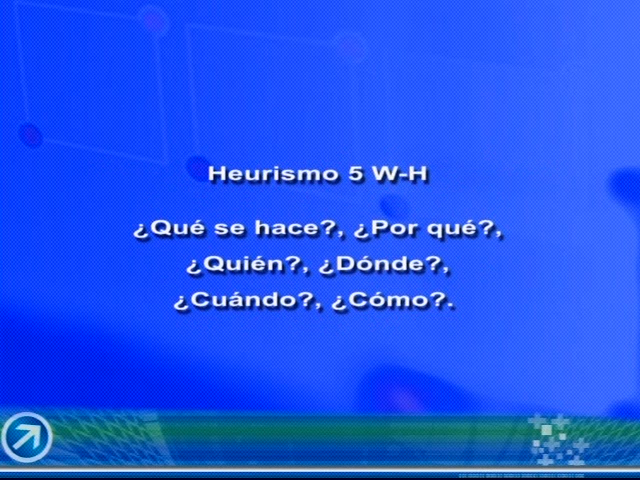 Heurismo 5 W-H
¿Qué se hace?, ¿Por qué?,
¿Quién?, ¿Dónde?,
¿Cuándo?, ¿Cómo?.